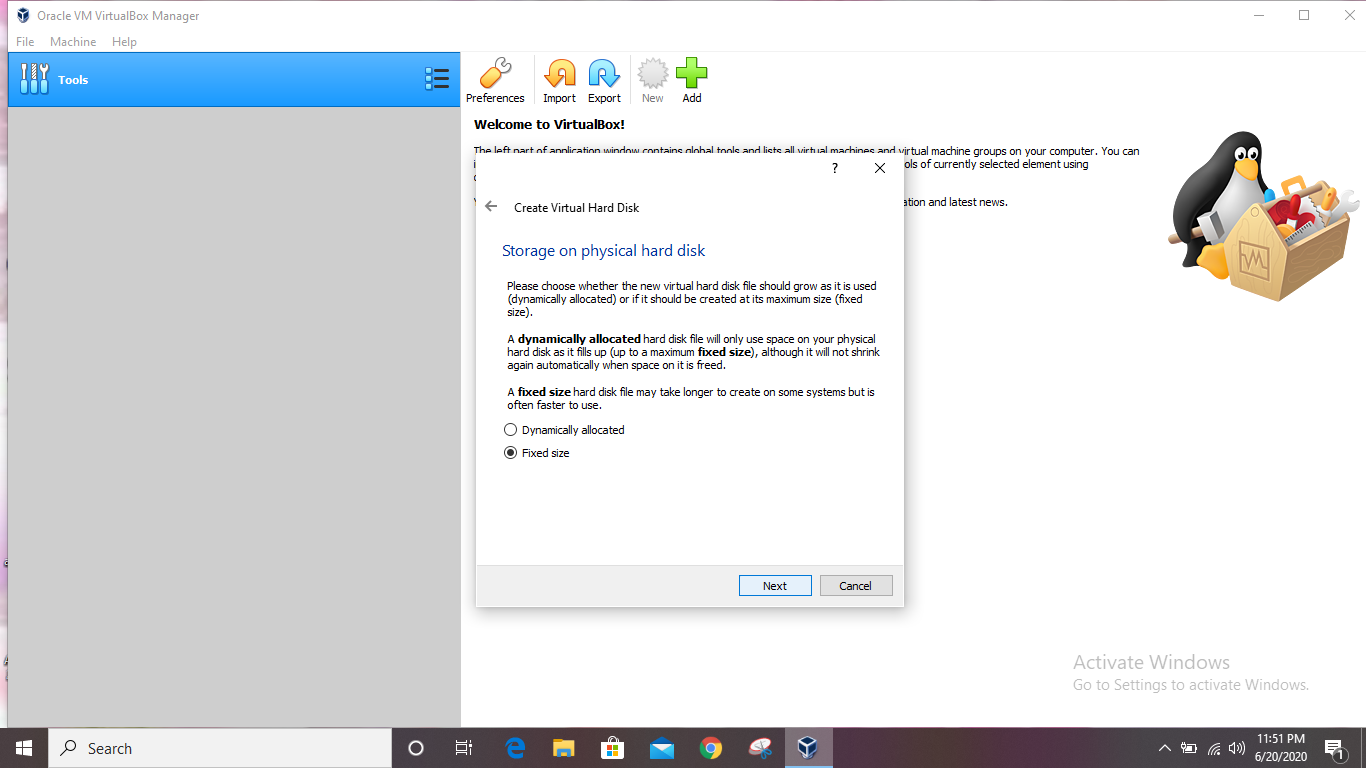 Oracle VM VirtualBox Manager
File Machine Help
Tools
Preferences Import Export New Add
Welcome to VirtualBox!
The left part of application window contains global tools and lists all virtual machines and virtual machine groups on your computer. You can
ols of currently selected element using
ation and latest news.
?
Create Virtual Hard Disk
Storage on physical hard disk
Please choose whether the new virtual hard disk file should grow as it is used
(dynamically allocated) or if it should be created at its maximum size (fixed
size).
A dynamically allocated hard disk file will only use space on your physical
hard disk as it fills up (up to a maximum fixed size), although it will not shrink
again automatically when space on it is freed.
A fixed size hard disk file may take longer to create on some systems but is
often faster to use.
Dynamically allocated
Fixed size
Next Cancel
Activate Windows
Go to Settings to activate Windows.
Search
11:51 PM
6/20/2020
1